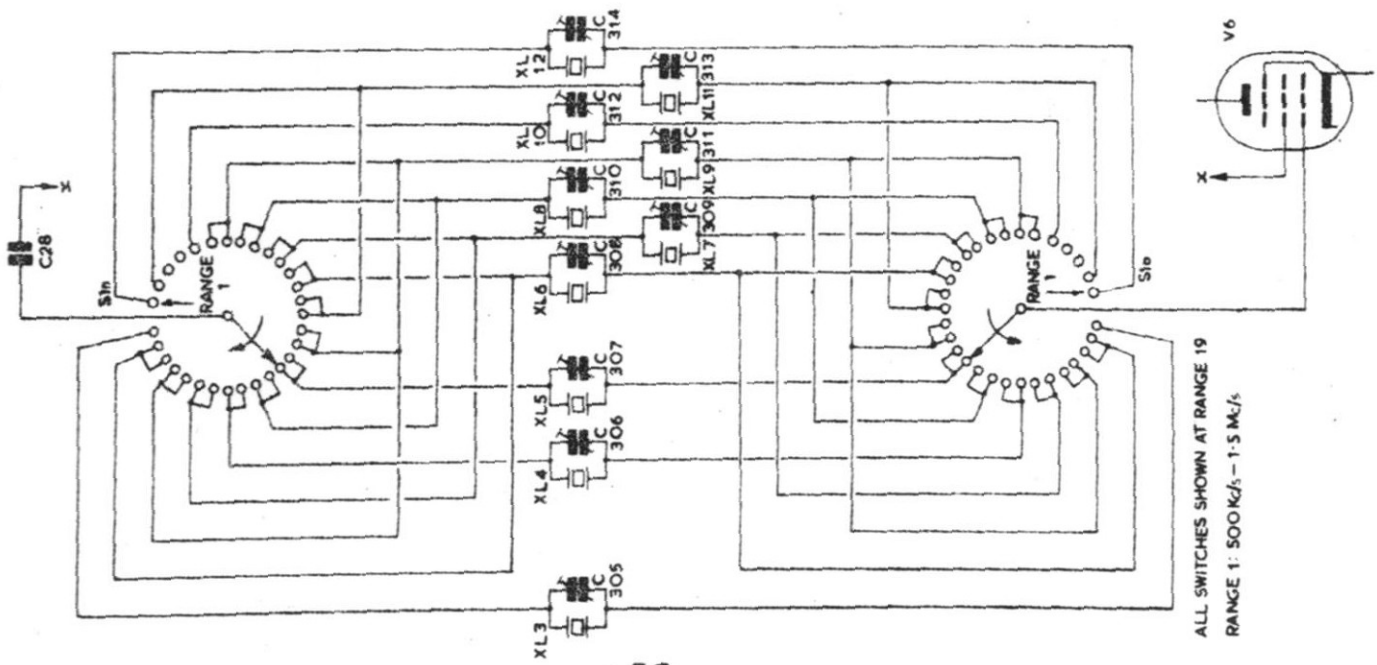 C28
X
S1n
RANGE
1
XL
12
C
314
XL11
C
313
XL
10
C
312
XL9
C
311
XL8
C
310
XL7
C
309
XL6
C
308
XL5
C
307
XL4
C
306
XL3
C
305
RANGE
1
S1o
X
V6
ALL SWITCHES SHOWN AT RANGE 19
RANGE 1: 500 Kc/s – 1·5 Mc/s